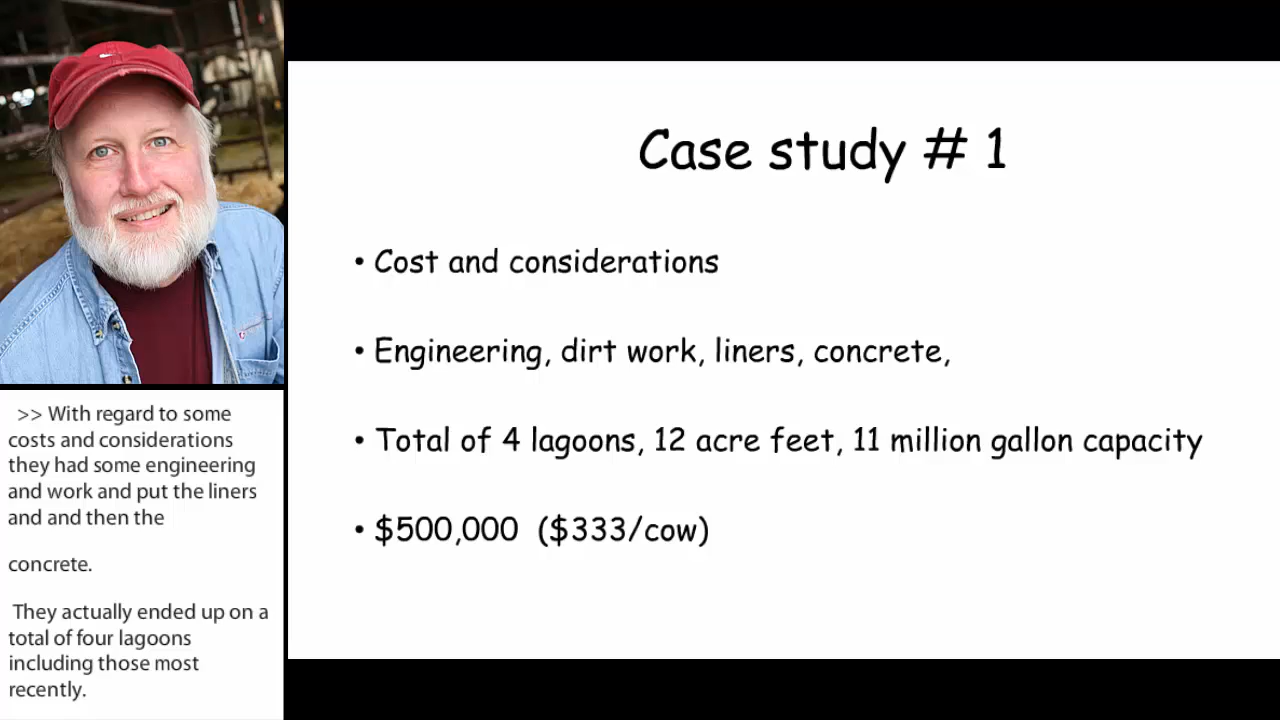 >> With regard to some
costs and considerations
they had some engineering
and work and put the liners
and and then the
concrete.
They actually ended up on a
total of four lagoons
including those most
recently.
Case study # 1
• Cost and considerations
• Engineering, dirt work, liners, concrete,
• Total of 4 lagoons, 12 acre feet, 11 million gallon capacity
• $500,000 ($333/cow)